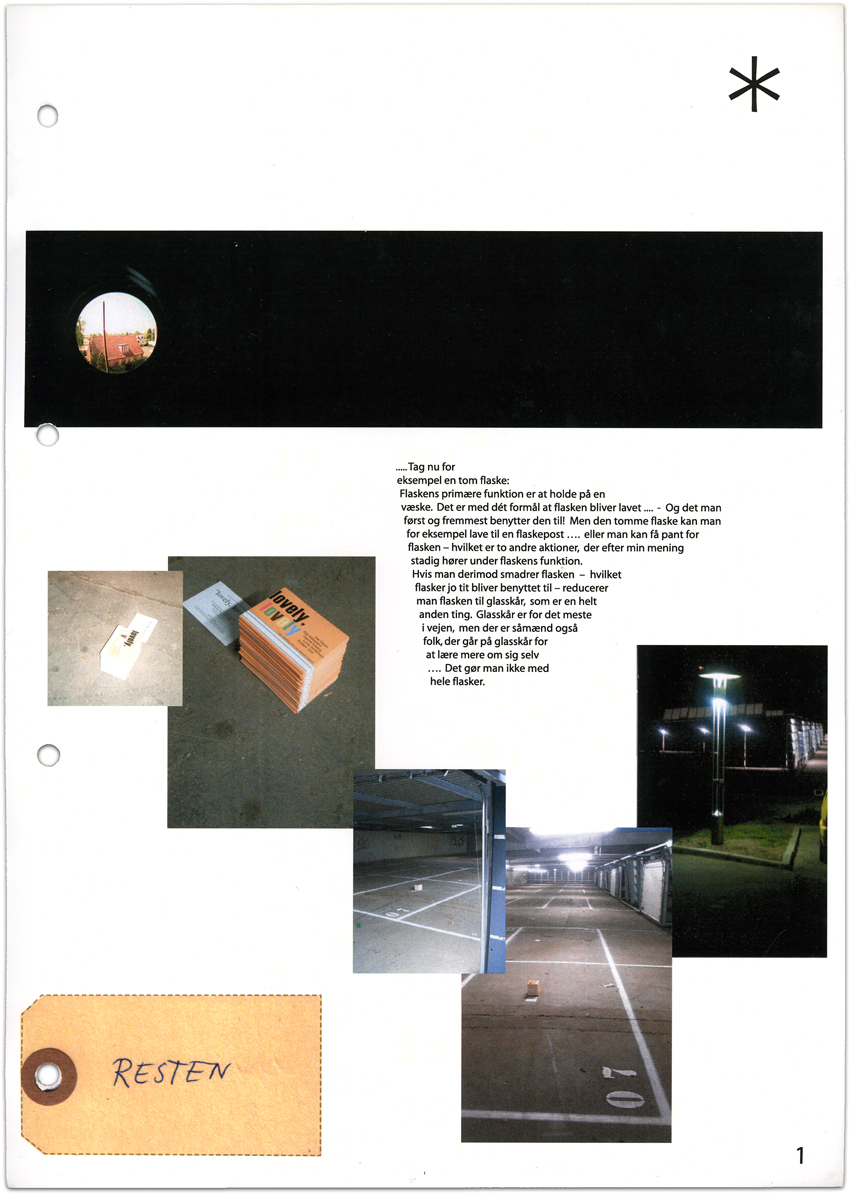 *
.....Tag nu for
eksempel en tom flaske:
Flaskens primære funktion er at holde på en
væske. Det er med dét formål at flasken bliver lavet .... - Og det man
først og fremmest benytter den til! Men den tomme flaske kan man
for eksempel lave til en flaskepost .... eller man kan få pant for
flasken – hvilket er to andre aktioner, der efter min mening
stadig hører under flaskens funktion.
Hvis man derimod smadrer flasken – hvilket
flasker jo tit bliver benyttet til – reducerer
man flasken til glasskår, som er en helt
anden ting. Glasskår er for det meste
i vejen, men der er såmænd også
folk, der går på glasskår for
at lære mere om sig selv
.... Det gør man ikke med
hele flasker.
lovely.
lovely
lovely.
07
07
RESTEN
1